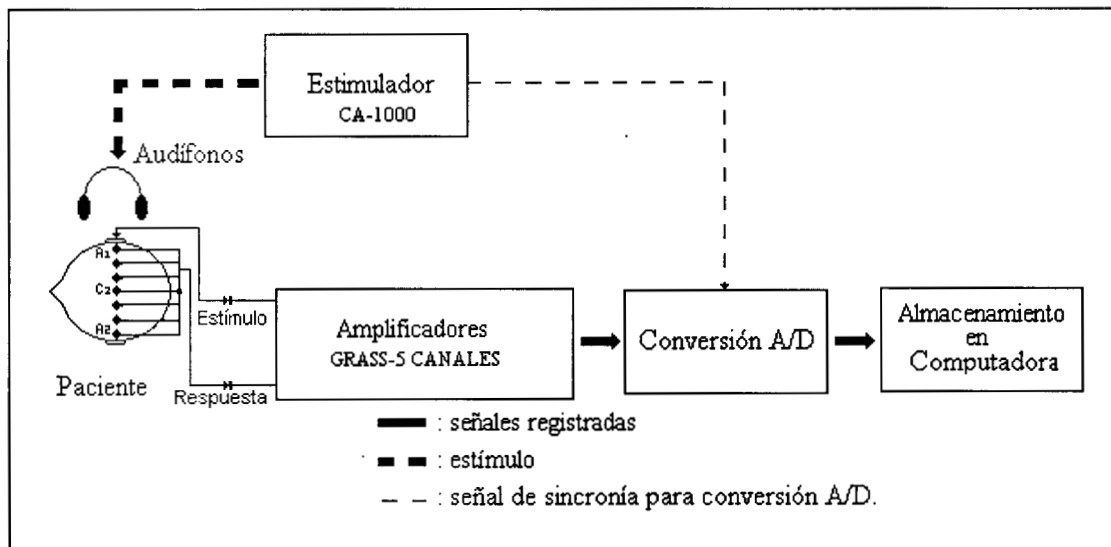 Estimulador
CA-1000
Audífonos
A1
Cz
A2
Estímulo
Respuesta
Paciente
Amplificadores
GRASS-5 CANALES
Conversión A/D
Almacenamiento
en
Computadora
: señales registradas
: estímulo
: señal de sincronía para conversión A/D.